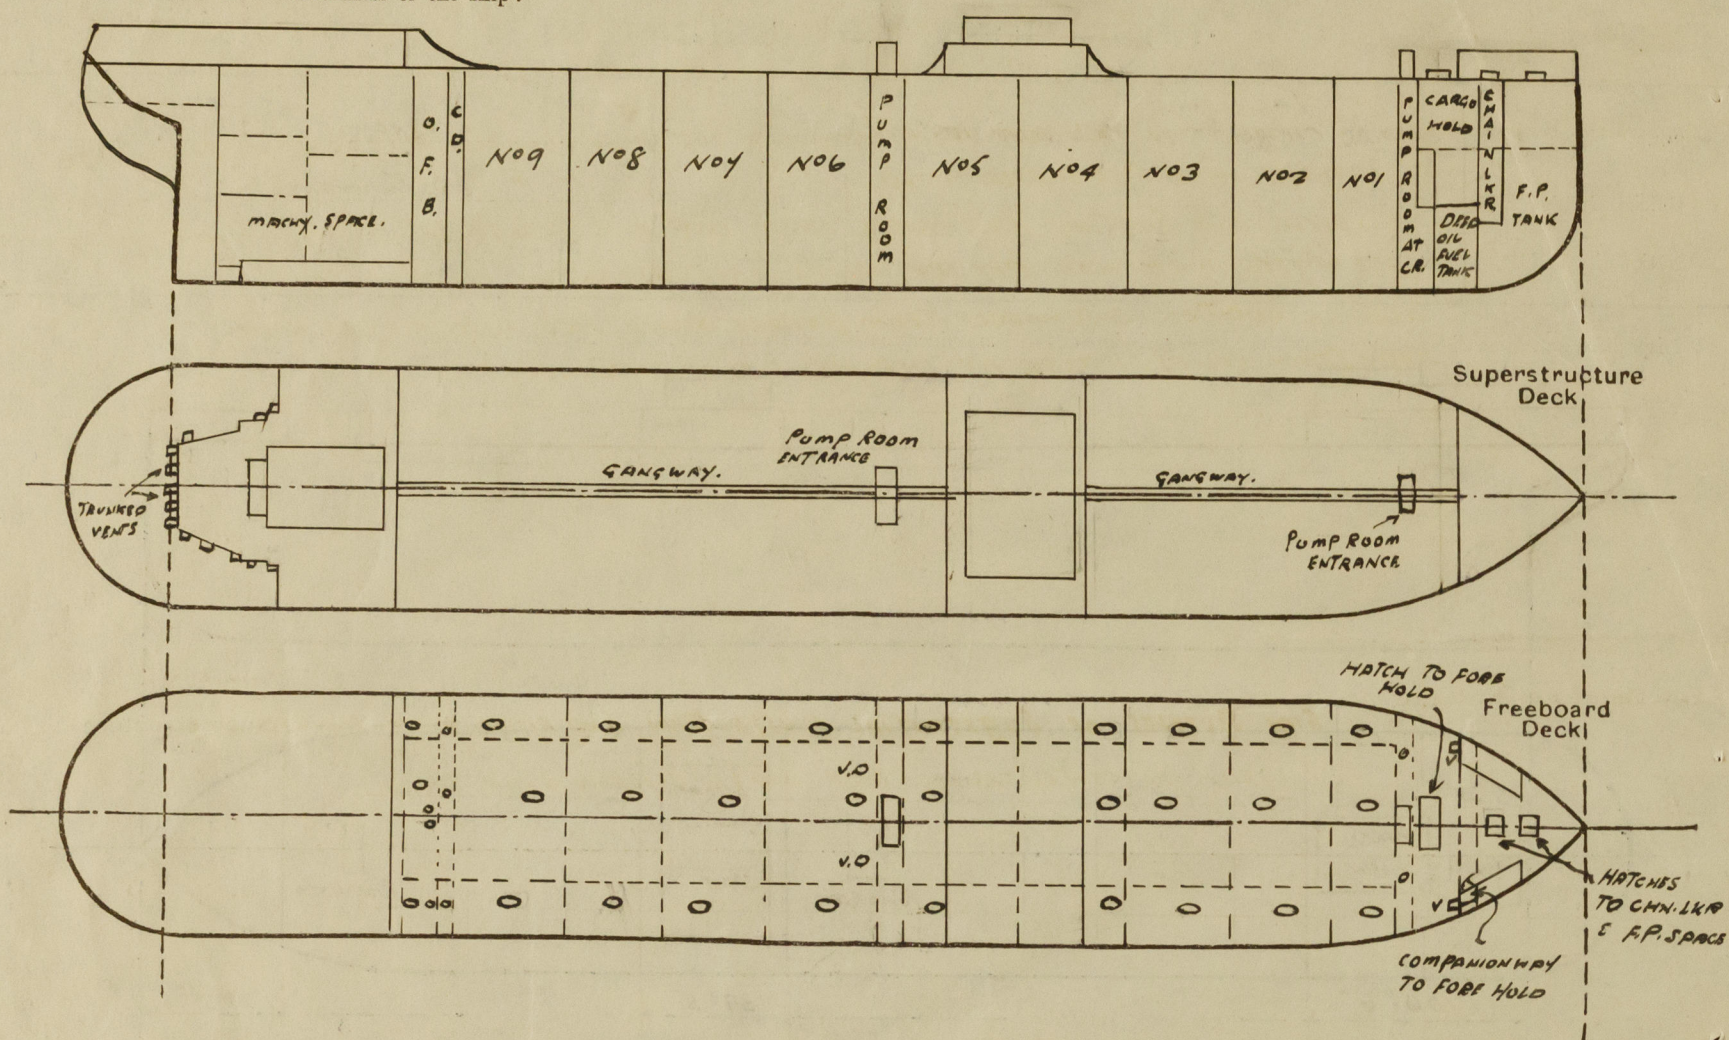 O.
F.
B.
C
D.
MACHY. SPACE.
No9
No8
No7
No6
PUMP ROOM
No5
No4
No3
No2
No1
PUMP ROOM AT CR.
CARGO
HOLD
CHAIN LKR
DEEP
OIL
FUEL
TANK
F.P.
TANK
Superstructure
Deck
PUMP ROOM
ENTRANCE
GANGWAY.
GANGWAY.
TRUNKED
VENTS
PUMP ROOM
ENTRANCE
HATCH TO FORE
HOLD
Freeboard
Deck
V.O
V.O
V
V
HATCHES
TO CHN.LKR
& F.P. SPACE
COMPANIONWAY
TO FORE HOLD